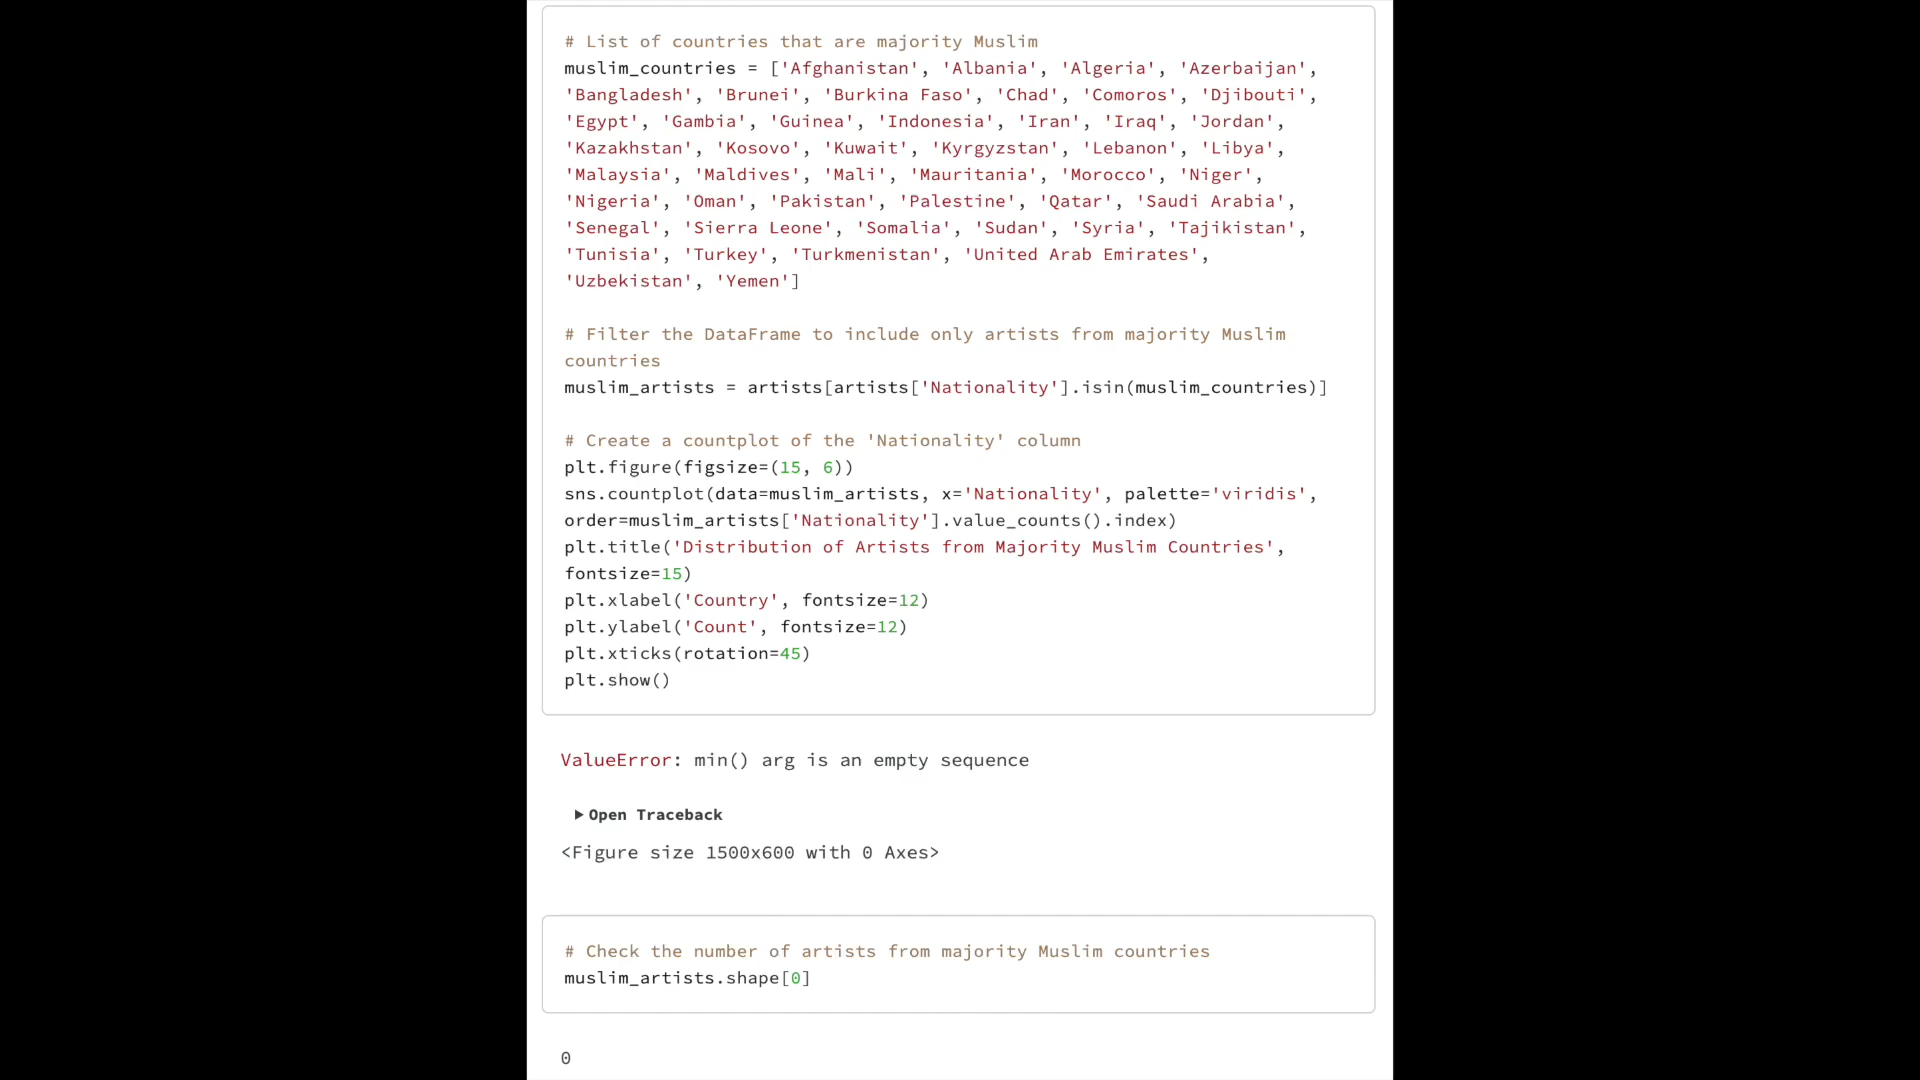 # List of countries that are majority Muslim
muslim_countries = ['Afghanistan', 'Albania', 'Algeria', 'Azerbaijan',
'Bangladesh', 'Brunei', 'Burkina Faso', 'Chad', 'Comoros', 'Djibouti',
'Egypt', 'Gambia', 'Guinea', 'Indonesia', 'Iran', 'Iraq', 'Jordan',
'Kazakhstan', 'Kosovo', 'Kuwait', 'Kyrgyzstan', 'Lebanon', 'Libya',
'Malaysia', 'Maldives', 'Mali', 'Mauritania', 'Morocco', 'Niger',
'Nigeria', 'Oman', 'Pakistan', 'Palestine', 'Qatar', 'Saudi Arabia',
'Senegal', 'Sierra Leone', 'Somalia', 'Sudan', 'Syria', 'Tajikistan',
'Tunisia', 'Turkey', 'Turkmenistan', 'United Arab Emirates',
'Uzbekistan', 'Yemen']
# Filter the DataFrame to include only artists from majority Muslim
countries
muslim_artists = artists[artists['Nationality'].isin(muslim_countries)]
# Create a countplot of the 'Nationality' column
plt.figure(figsize=(15, 6))
sns.countplot(data=muslim_artists, x='Nationality', palette='viridis',
order=muslim_artists['Nationality'].value_counts().index)
plt.title('Distribution of Artists from Majority Muslim Countries',
fontsize=15)
plt.xlabel('Country', fontsize=12)
plt.ylabel('Count', fontsize=12)
plt.xticks(rotation=45)
plt.show()
ValueError: min() arg is an empty sequence
Open Traceback
<Figure size 1500x600 with 0 Axes>
# Check the number of artists from majority Muslim countries
muslim_artists.shape[0]
0